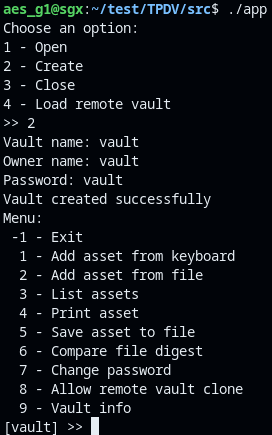 aes_g1@sgx:~/test/TPDV/src$ ./app
Choose an option:
1 - Open
2 - Create
3 - Close
4 - Load remote vault
>> 2
Vault name: vault
Owner name: vault
Password: vault
Vault created successfully
Menu:
 -1 - Exit
  1 - Add asset from keyboard
  2 - Add asset from file
  3 - List assets
  4 - Print asset
  5 - Save asset to file
  6 - Compare file digest
  7 - Change password
  8 - Allow remote vault clone
  9 - Vault info
[vault] >>